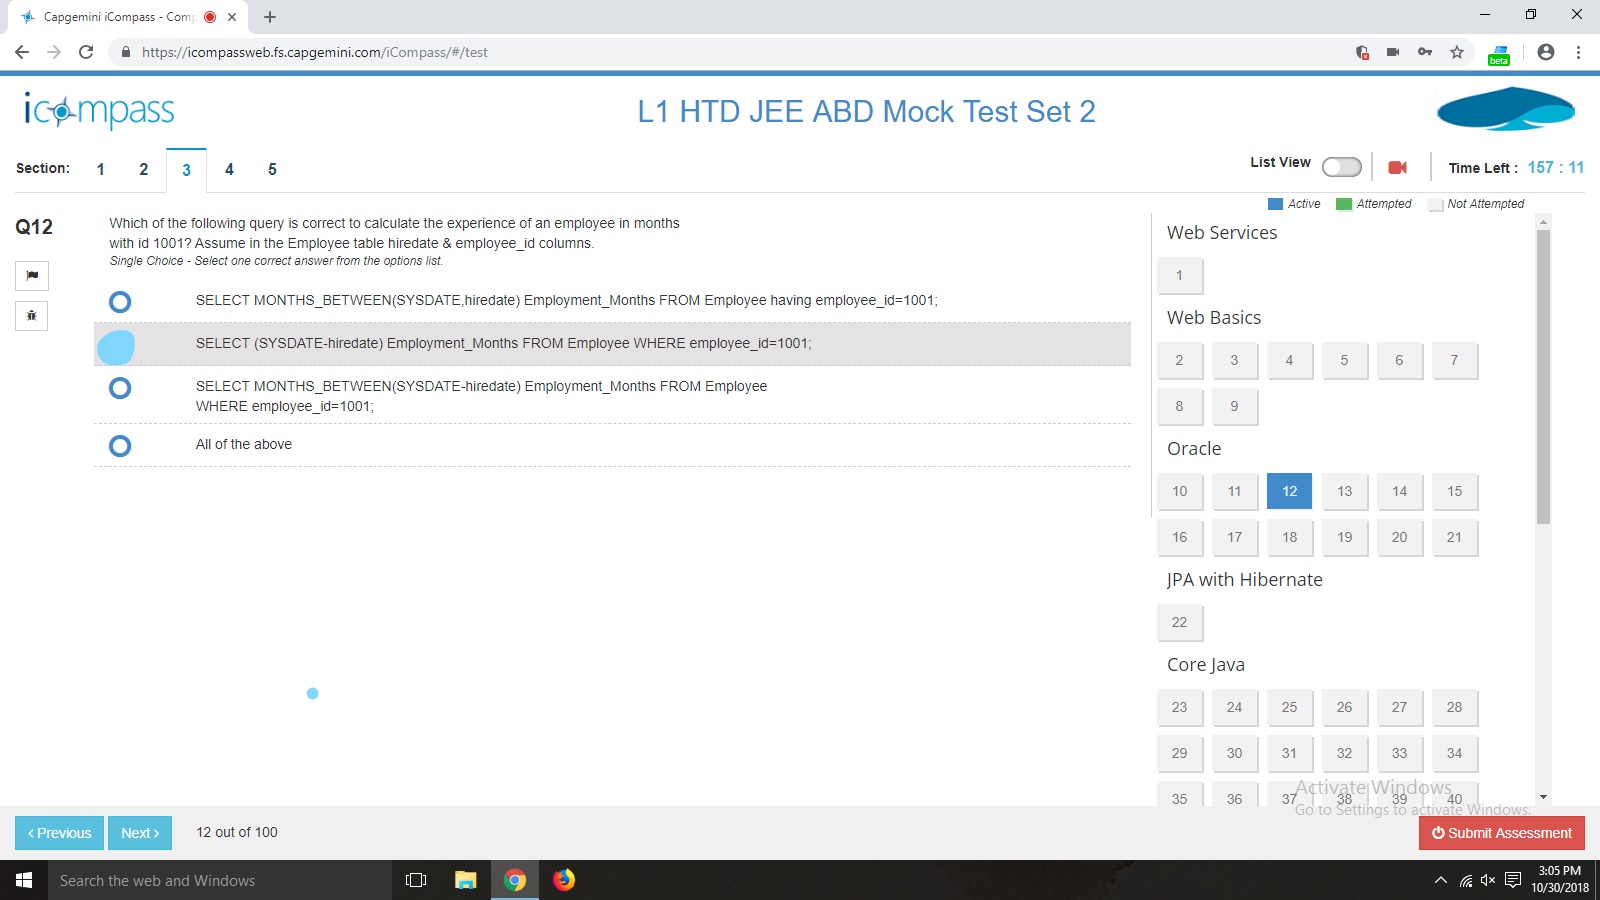 Capgemini iCompass - Comp
https://icompassweb.fs.capgemini.com/iCompass/#/test
beta
icompass
L1 HTD JEE ABD Mock Test Set 2
Section: 1 2 3 4 5
List View
Time Left : 157 : 11
Active Attempted Not Attempted
Q12
Which of the following query is correct to calculate the experience of an employee in months
with id 1001? Assume in the Employee table hiredate & employee_id columns.
Single Choice - Select one correct answer from the options list.
SELECT MONTHS_BETWEEN(SYSDATE,hiredate) Employment_Months FROM Employee having employee_id=1001;
SELECT (SYSDATE-hiredate) Employment_Months FROM Employee WHERE employee_id=1001;
SELECT MONTHS_BETWEEN(SYSDATE-hiredate) Employment_Months FROM Employee
WHERE employee_id=1001;
All of the above
Web Services
1
Web Basics
2 3 4 5 6 7
8 9
Oracle
10 11 12 13 14 15
16 17 18 19 20 21
JPA with Hibernate
22
Core Java
23 24 25 26 27 28
29 30 31 32 33 34
35 36 37 38 39 40
Activate Windows
Go to Settings to activate Windows.
Previous Next 12 out of 100
Submit Assessment
Search the web and Windows
3:05 PM
10/30/2018